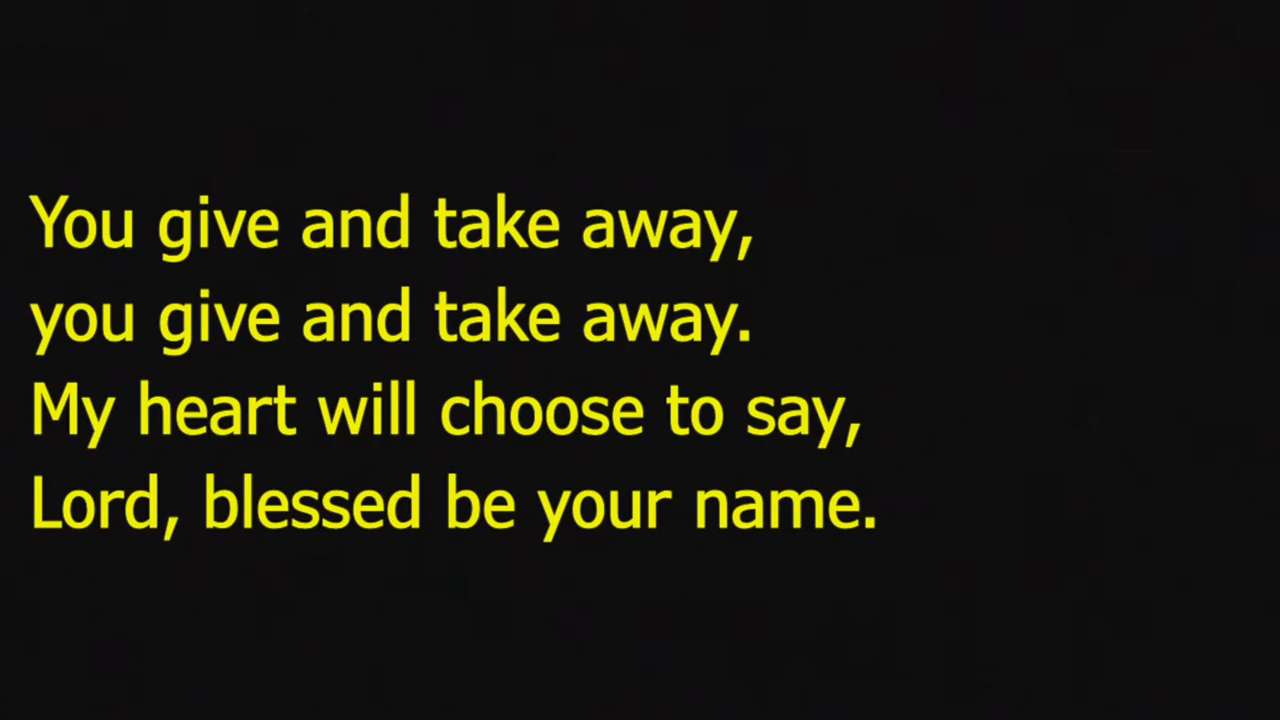 You give and take away,
you give and take away.
My heart will choose to say,
Lord, blessed be your name.